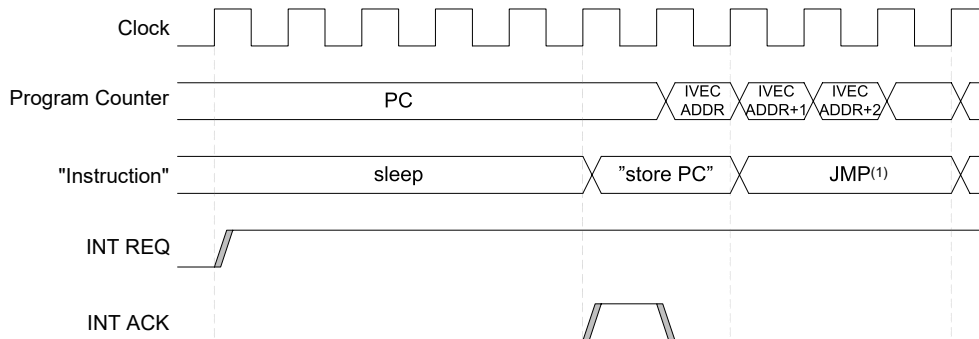 Clock
Program Counter
PC
IVEC
ADDR
IVEC
ADDR+1
IVEC
ADDR+2
"Instruction"
sleep
”store PC”
JMP(1)
INT REQ
INT ACK